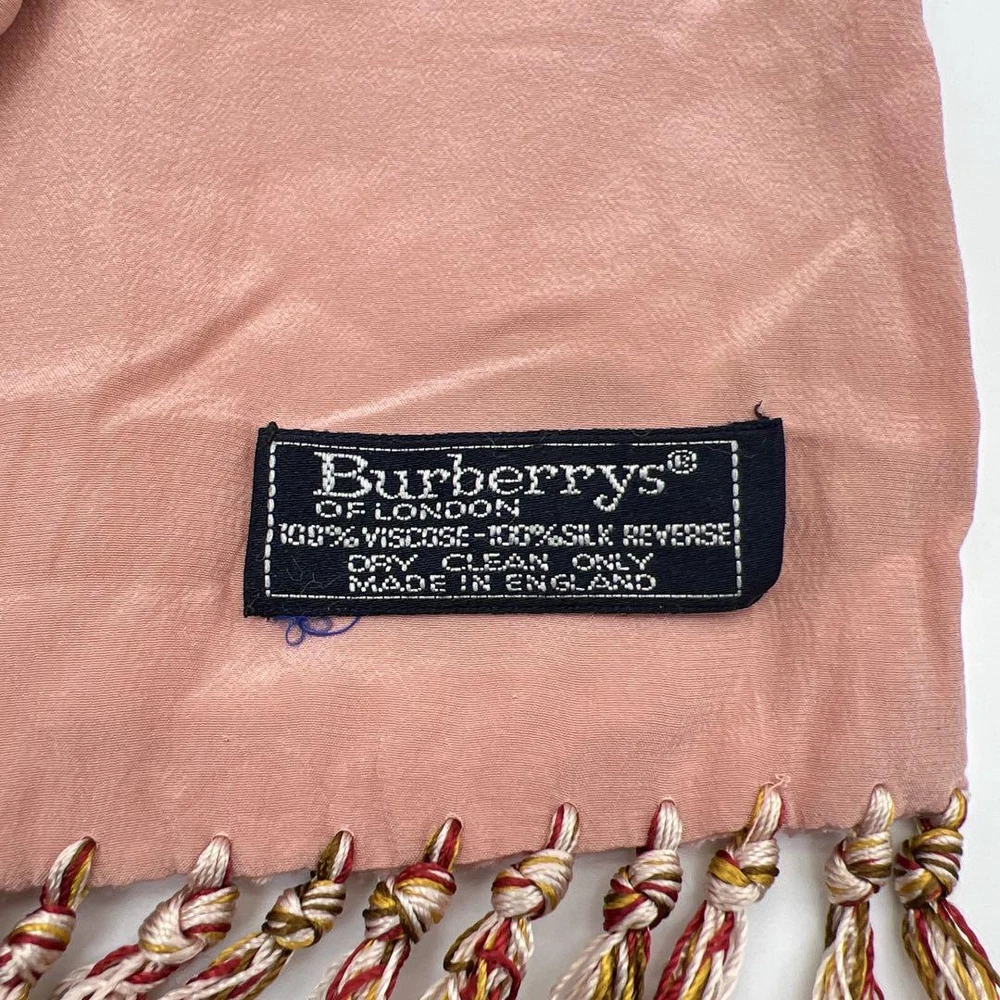 Burberrys®
OF LONDON
100% VISCOSE - 100% SILK REVERSE
DRY CLEAN ONLY
MADE IN ENGLAND